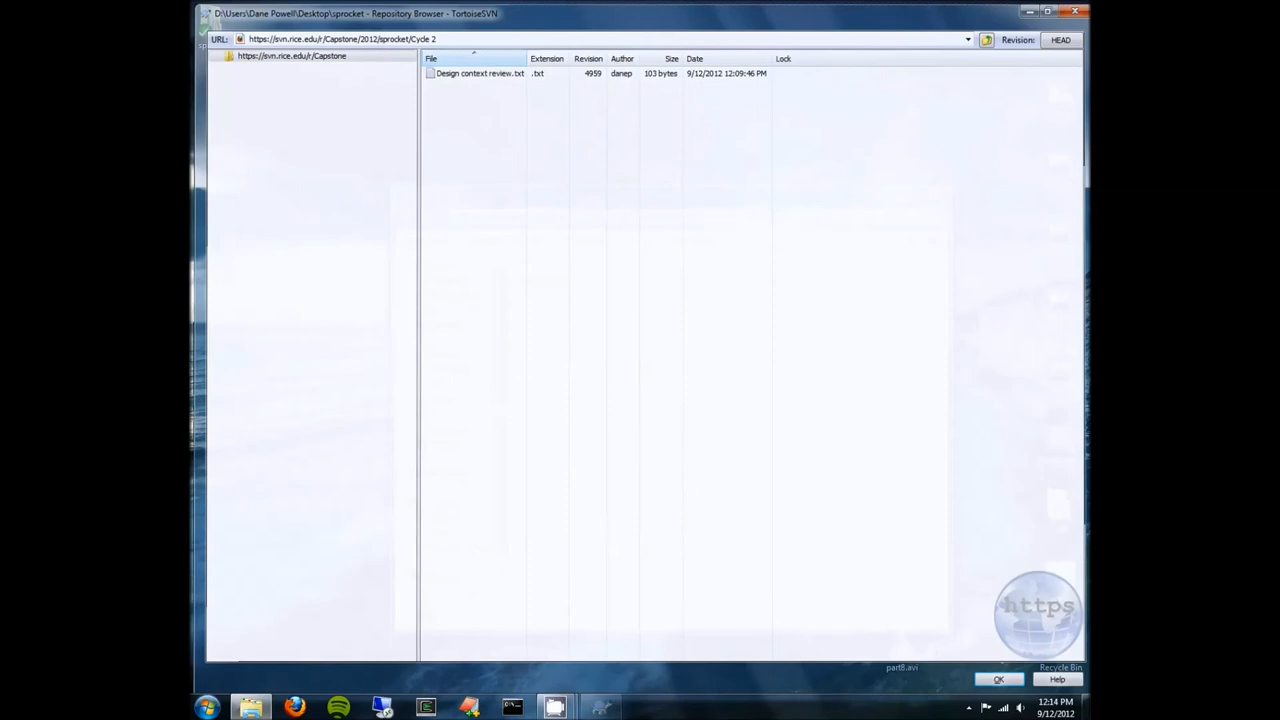 D:\Users\Dane Powell\Desktop\sprocket - Repository Browser - TortoiseSVN
URL: https://svn.rice.edu/r/Capstone/2012/sprocket/Cycle 2 Revision: HEAD
https://svn.rice.edu/r/Capstone
File Extension Revision Author Size Date Lock
Design context review.txt .txt 4959 danep 103 bytes 9/12/2012 12:09:46 PM
https
part8.avi Recycle Bin
OK Help
12:14 PM
9/12/2012